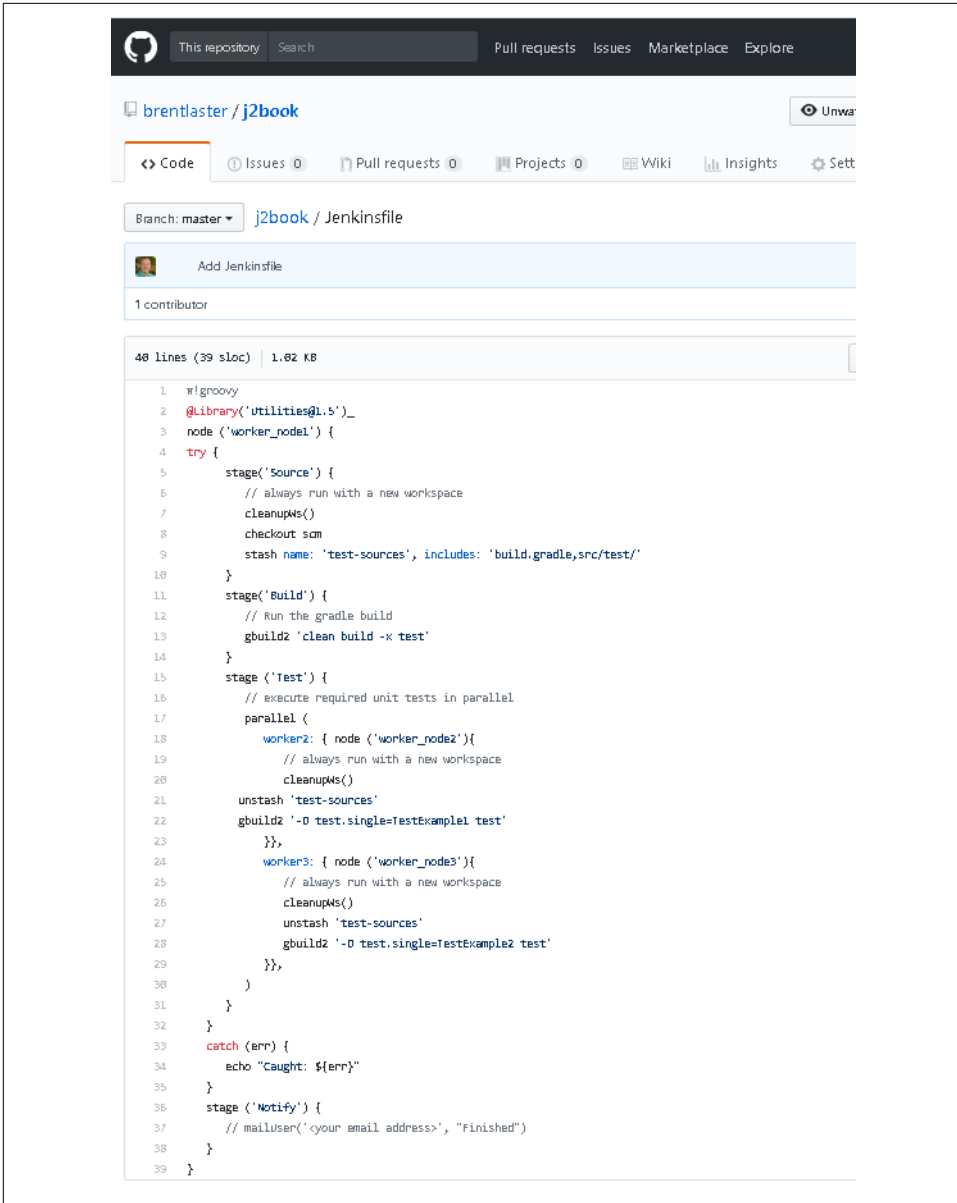 This repository Search Pull requests Issues Marketplace Explore
brentlaster / j2book Unwa
Code Issues 0 Pull requests 0 Projects 0 Wiki Insights Sett
Branch: master j2book / Jenkinsfile
Add Jenkinsfile
1 contributor
40 lines (39 sloc) 1.02 KB
1 #!groovy
2 @Library('Utilities@1.5')_
3 node ('worker_node1') {
4 try {
5 stage('Source') {
6 // always run with a new workspace
7 cleanupWs()
8 checkout scm
9 stash name: 'test-sources', includes: 'build.gradle,src/test/'
10 }
11 stage('Build') {
12 // Run the gradle build
13 gbuild2 'clean build -x test'
14 }
15 stage ('Test') {
16 // execute required unit tests in parallel
17 parallel (
18 worker2: { node ('worker_node2'){
19 // always run with a new workspace
20 cleanupWs()
21 unstash 'test-sources'
22 gbuild2 '-D test.single=TestExample1 test'
23 }},
24 worker3: { node ('worker_node3'){
25 // always run with a new workspace
26 cleanupWs()
27 unstash 'test-sources'
28 gbuild2 '-D test.single=TestExample2 test'
29 }},
30 )
31 }
32 }
33 catch (err) {
34 echo "Caught: ${err}"
35 }
36 stage ('Notify') {
37 // mailUser('<your email address>', "Finished")
38 }
39 }